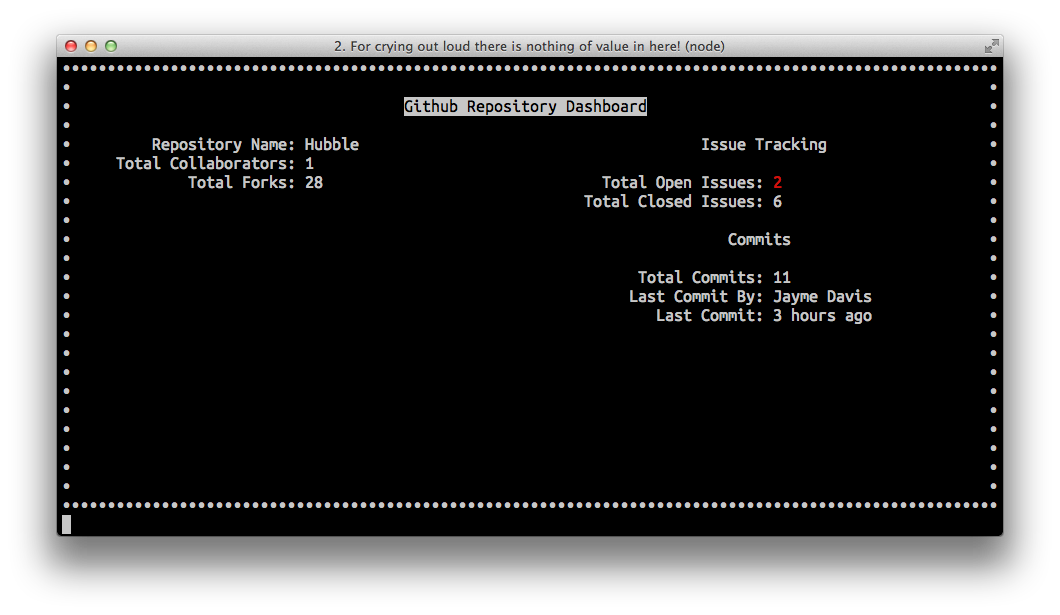 2. For crying out loud there is nothing of value in here! (node)
Github Repository Dashboard
Repository Name: Hubble
Total Collaborators: 1
Total Forks: 28
Issue Tracking
Total Open Issues: 2
Total Closed Issues: 6
Commits
Total Commits: 11
Last Commit By: Jayme Davis
Last Commit: 3 hours ago